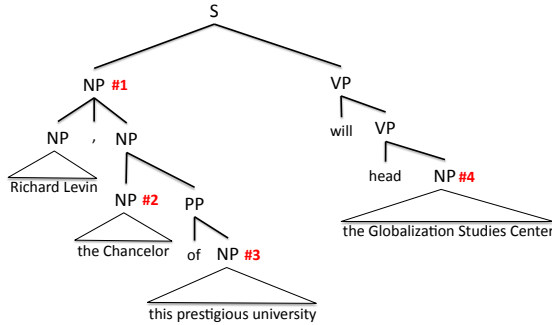 S
NP #1 VP
NP , NP will VP
Richard Levin NP #2 PP head NP #4
the Chancelor of NP #3 the Globalization Studies Center
this prestigious university